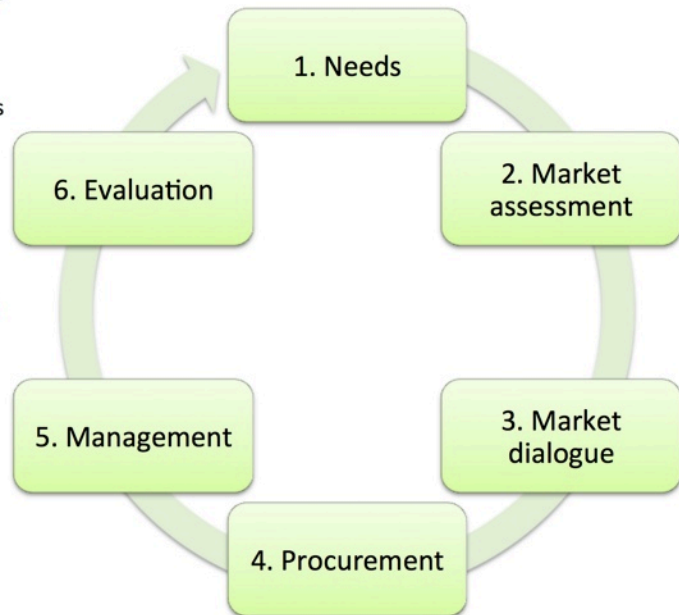 1. Needs
2. Market
assessment
3. Market
dialogue
4. Procurement
5. Management
6. Evaluation